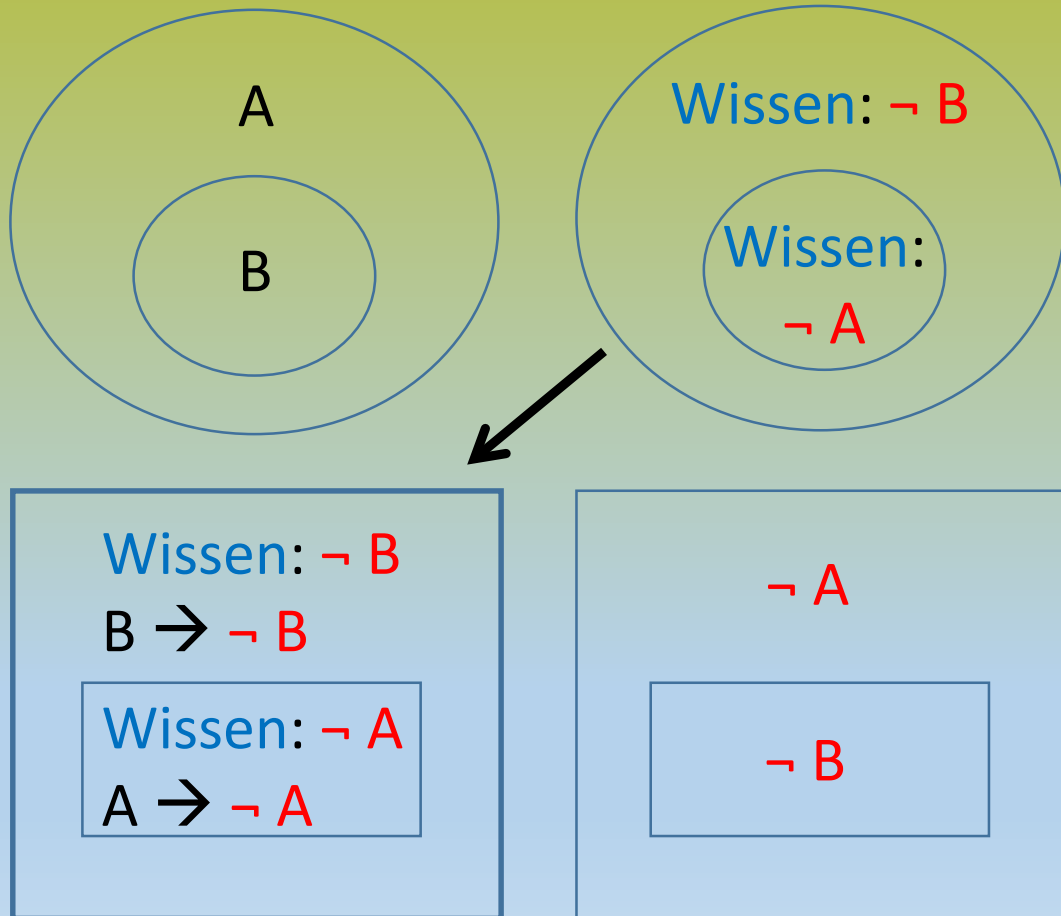 A
B
Wissen: ¬ B
Wissen:
¬ A
Wissen: ¬ B
B → ¬ B
Wissen: ¬ A
A → ¬ A
¬ A
¬ B